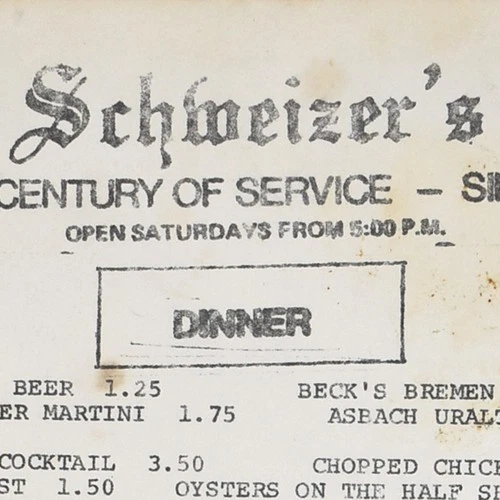 Schweizer's
CENTURY OF SERVICE – SI
OPEN SATURDAYS FROM 5:00 P.M.
DINNER
BEER 1.25 BECK'S BREMEN
ER MARTINI 1.75 ASBACH URALT
COCKTAIL 3.50 CHOPPED CHICK
ST 1.50 OYSTERS ON THE HALF S